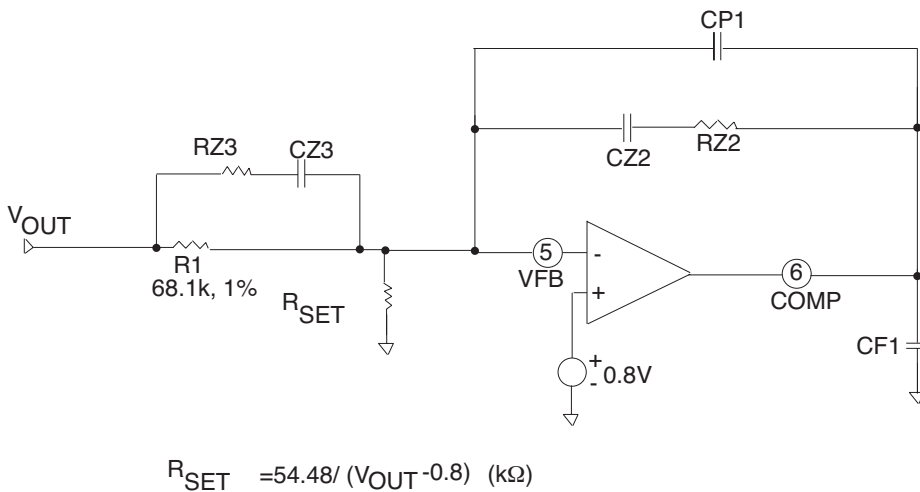 CP1
CZ2
RZ2
RZ3
CZ3
VOUT
R1
68.1k, 1%
RSET
5
VFB
-
+
6
COMP
CF1
+
-
0.8V
RSET =54.48/ (VOUT-0.8) (kΩ)